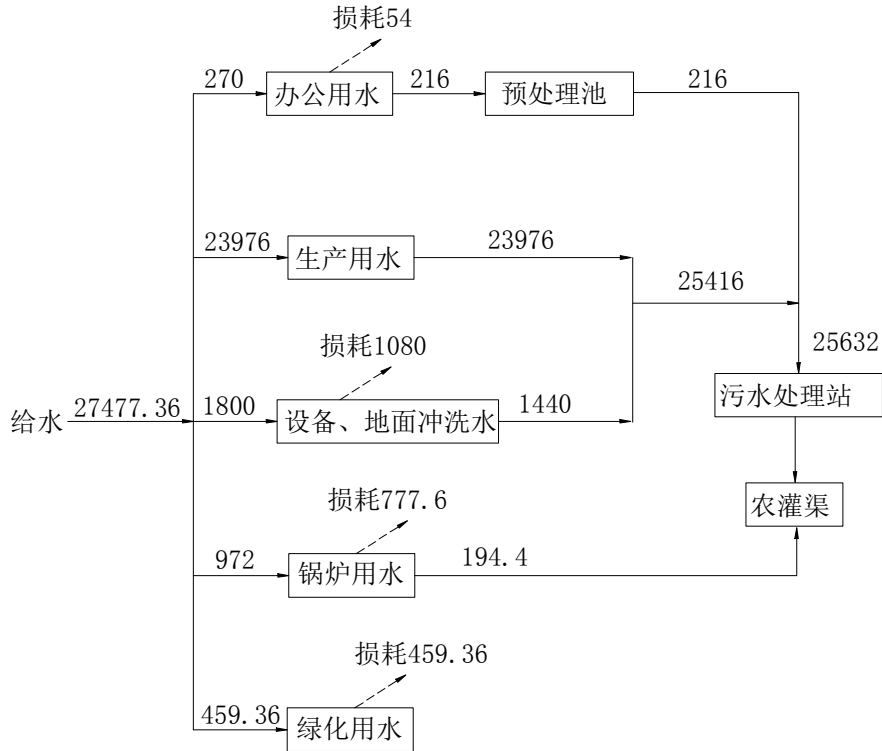 损耗54
270
办公用水
216
预处理池
216
23976
生产用水
23976
25416
损耗1080
25632
给水
27477.36
1800
设备、地面冲洗水
1440
污水处理站
损耗777.6
农灌渠
972
锅炉用水
194.4
损耗459.36
459.36
绿化用水